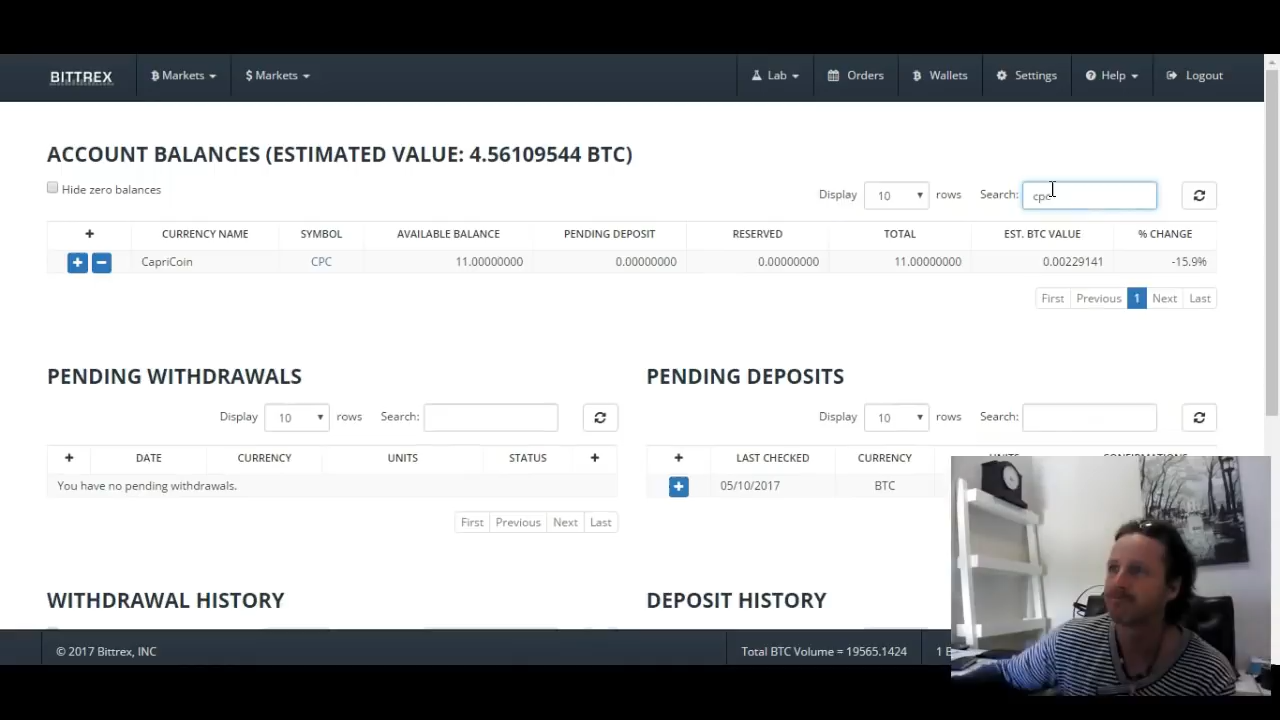 BITTREX Markets $ Markets Lab Orders Wallets Settings Help Logout
ACCOUNT BALANCES (ESTIMATED VALUE: 4.56109544 BTC)
Hide zero balances Display 10 rows Search: cpc
+ CURRENCY NAME SYMBOL AVAILABLE BALANCE PENDING DEPOSIT RESERVED TOTAL EST. BTC VALUE % CHANGE
CapriCoin CPC 11.00000000 0.00000000 0.00000000 11.00000000 0.00229141 -15.9%
First Previous 1 Next Last
PENDING WITHDRAWALS
Display 10 rows Search:
+ DATE CURRENCY UNITS STATUS +
You have no pending withdrawals.
First Previous Next Last
PENDING DEPOSITS
Display 10 rows Search:
+ LAST CHECKED CURRENCY
+ 05/10/2017 BTC
WITHDRAWAL HISTORY
DEPOSIT HISTORY
© 2017 Bittrex, INC Total BTC Volume = 19565.1424